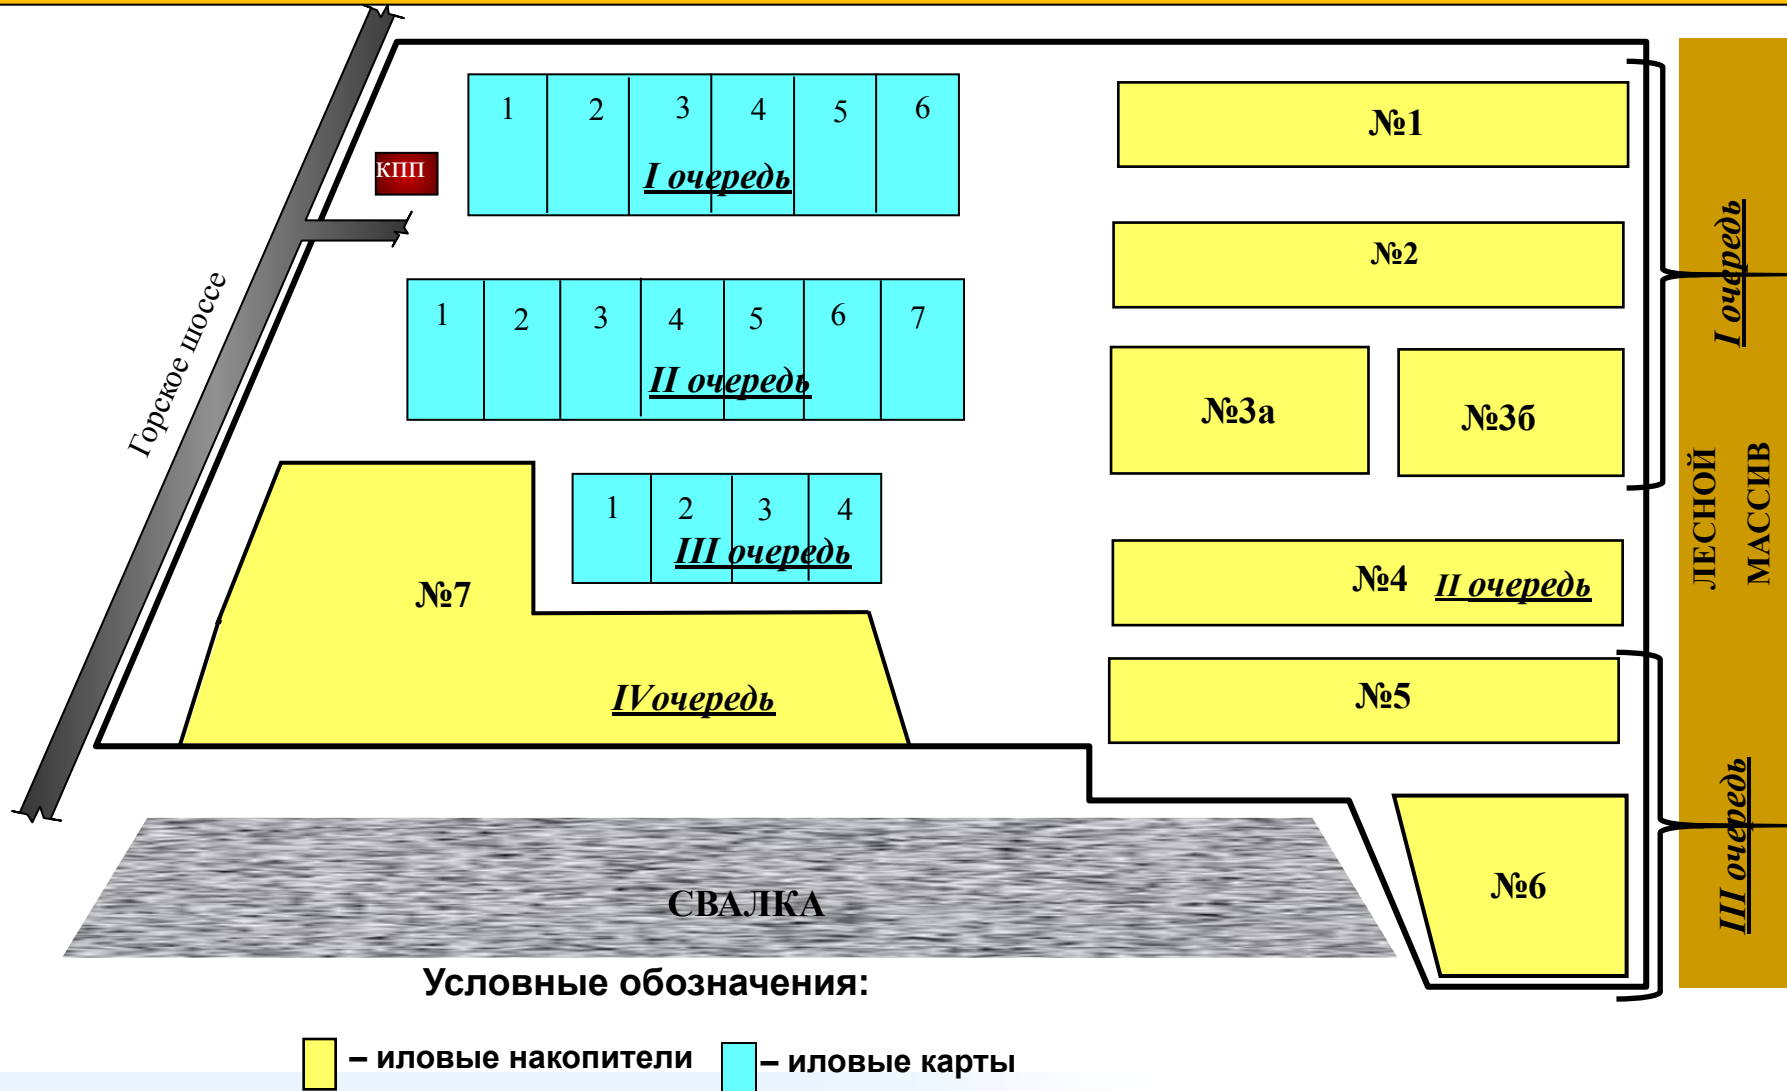 1 2 3 4 5 6
I очередь
КПП
Горское шоссе
1 2 3 4 5 6 7
II очередь
1 2 3 4
III очередь
№7
IVочередь
№1
№2
№3а
№3б
№4 II очередь
№5
№6
I очередь
III очередь
ЛЕСНОЙ
МАССИВ
СВАЛКА
Условные обозначения:
– иловые накопители
– иловые карты